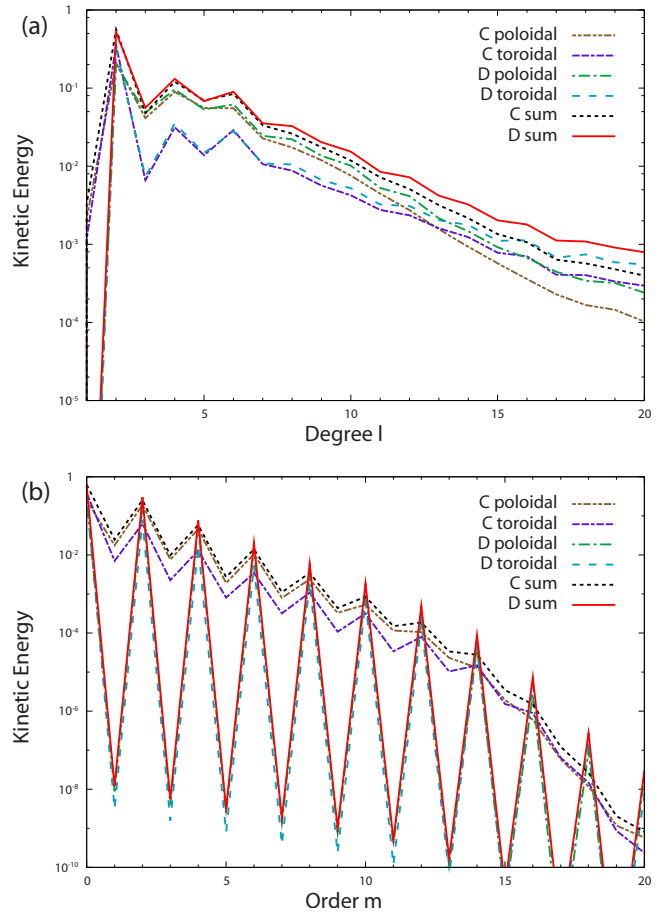 (a)
C poloidal
C toroidal
D poloidal
D toroidal
C sum
D sum
1
10^-1
10^-2
10^-3
10^-4
10^-5
Kinetic Energy
5 10 15 20
Degree l
(b)
C poloidal
C toroidal
D poloidal
D toroidal
C sum
D sum
1
10^-2
10^-4
10^-6
10^-8
10^-10
Kinetic Energy
0 5 10 15 20
Order m